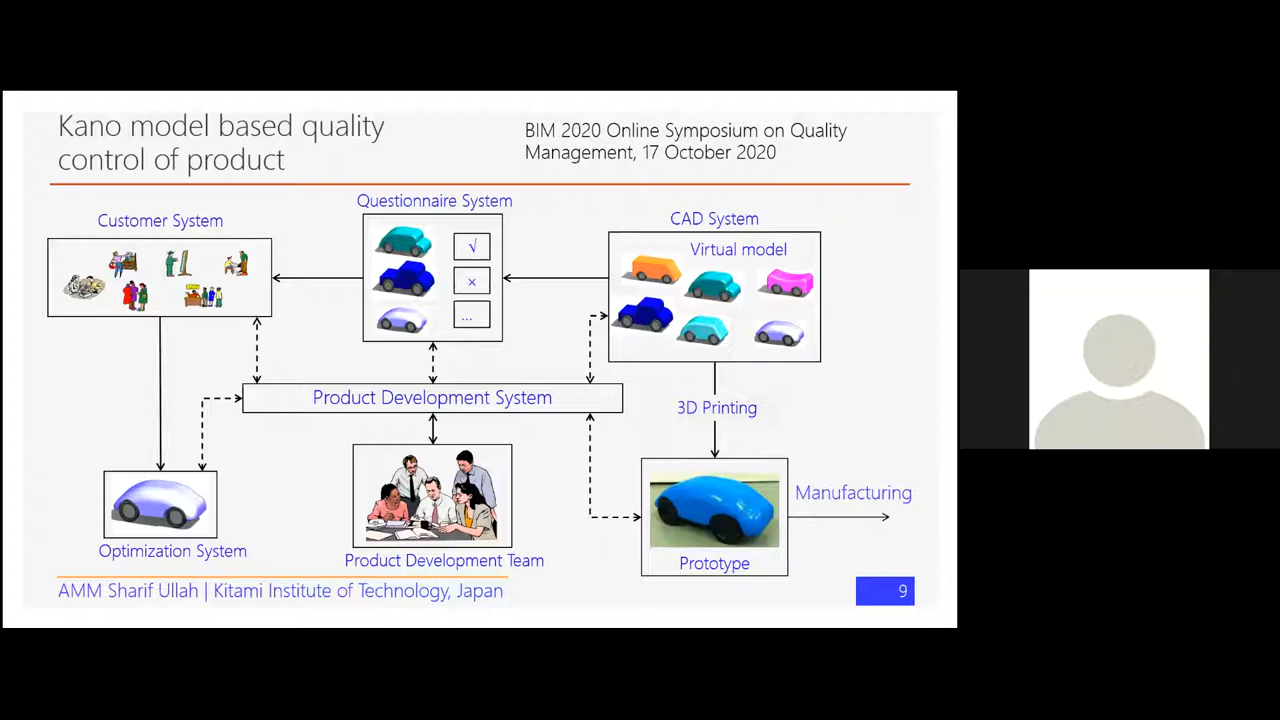 Kano model based quality
control of product
BIM 2020 Online Symposium on Quality
Management, 17 October 2020
Questionnaire System
Customer System
CAD System
Virtual model
√
×
...
Product Development System
3D Printing
Manufacturing
Optimization System
Product Development Team
Prototype
AMM Sharif Ullah | Kitami Institute of Technology, Japan
9